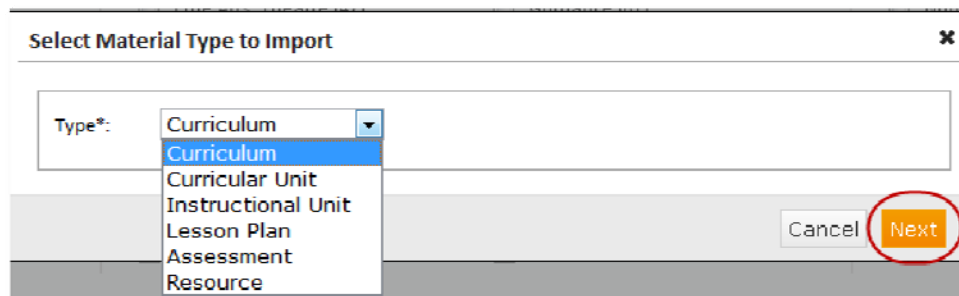 Select Material Type to Import
Type*: Curriculum
Curriculum
Curricular Unit
Instructional Unit
Lesson Plan
Assessment
Resource
Cancel Next